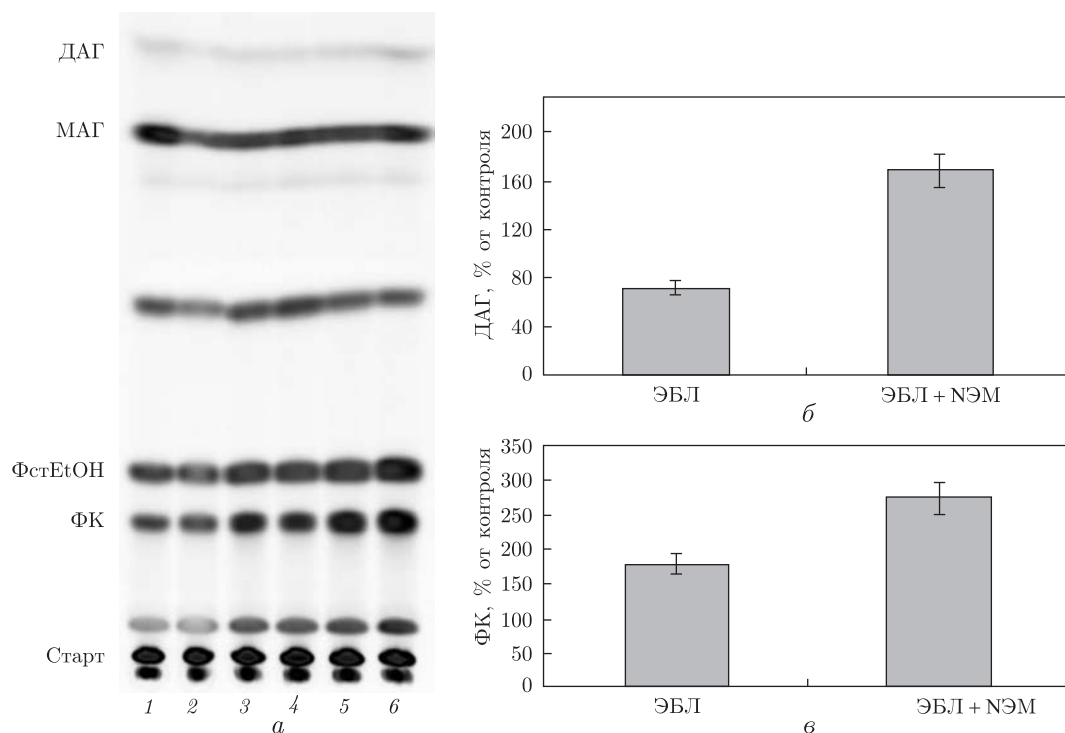 ДАГ
МАГ
ФстEtOH
ФК
Старт
1 2 3 4 5 6
а
ДАГ, % от контроля
200
160
120
80
40
0
ЭБЛ
ЭБЛ + NЭМ
б
ФК, % от контроля
350
300
250
200
150
100
50
0
ЭБЛ
ЭБЛ + NЭМ
в